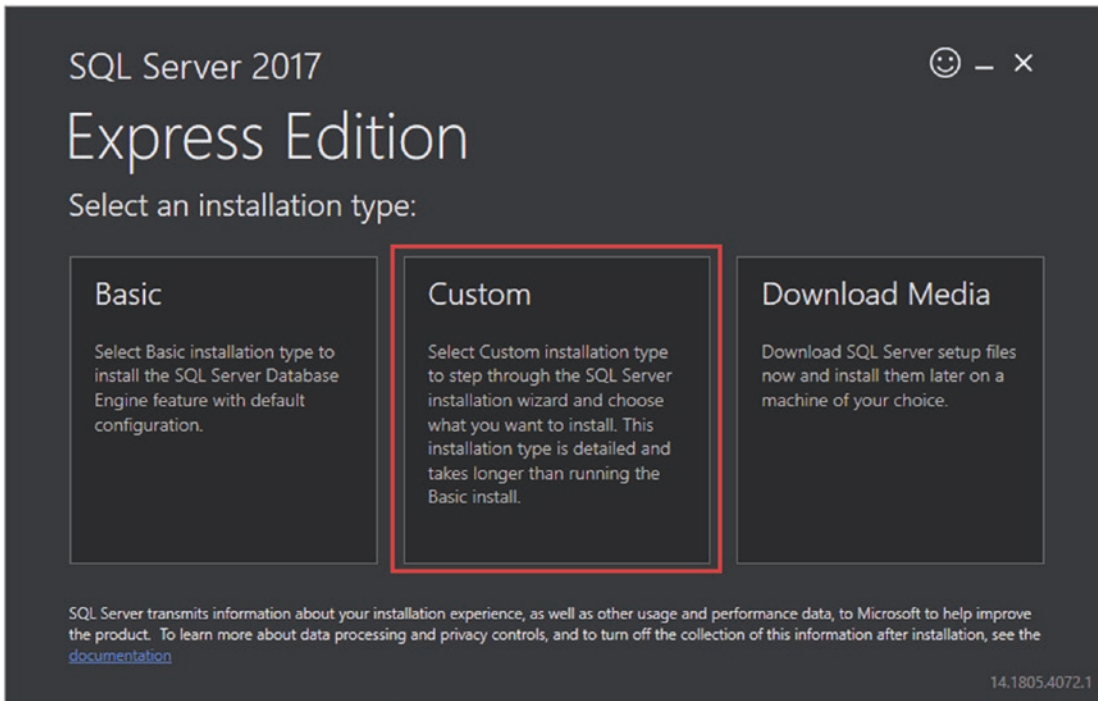 SQL Server 2017
Express Edition
Select an installation type:
Basic
Select Basic installation type to
install the SQL Server Database
Engine feature with default
configuration.
Custom
Select Custom installation type
to step through the SQL Server
installation wizard and choose
what you want to install. This
installation type is detailed and
takes longer than running the
Basic install.
Download Media
Download SQL Server setup files
now and install them later on a
machine of your choice.
SQL Server transmits information about your installation experience, as well as other usage and performance data, to Microsoft to help improve
the product.  To learn more about data processing and privacy controls, and to turn off the collection of this information after installation, see the
documentation
14.1805.4072.1